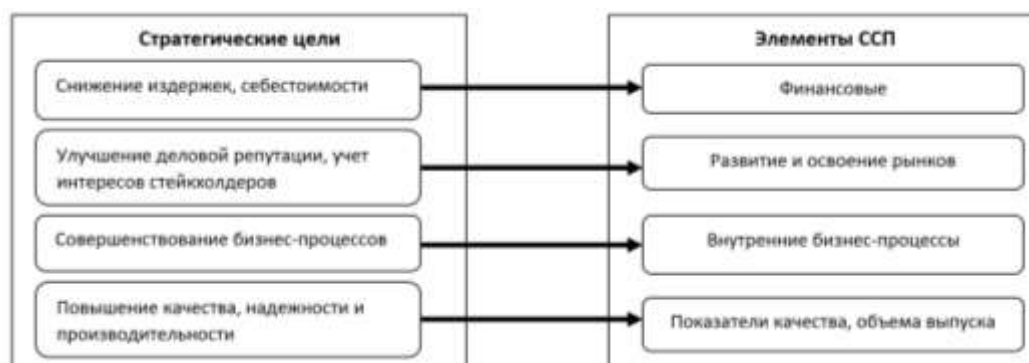 Стратегические цели
Снижение издержек, себестоимости
Улучшение деловой репутации, учет
интересов стейкхолдеров
Совершенствование бизнес-процессов
Повышение качества, надежности и
производительности
Элементы ССП
Финансовые
Развитие и освоение рынков
Внутренние бизнес-процессы
Показатели качества, объема выпуска